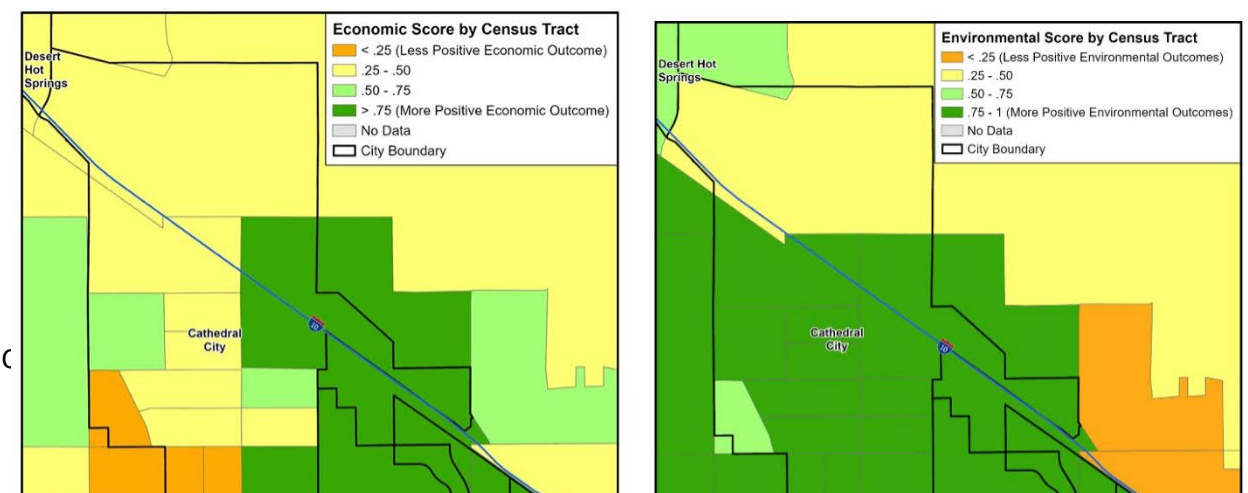 Economic Score by Census Tract
< .25 (Less Positive Economic Outcome)
.25 - .50
.50 - .75
> .75 (More Positive Economic Outcome)
No Data
City Boundary
Desert
Hot
Springs
Cathedral
City
10
Environmental Score by Census Tract
< .25 (Less Positive Environmental Outcomes)
.25 - .50
.50 - .75
.75 - 1 (More Positive Environmental Outcomes)
No Data
City Boundary
Desert Hot
Springs
Cathedral
City
10